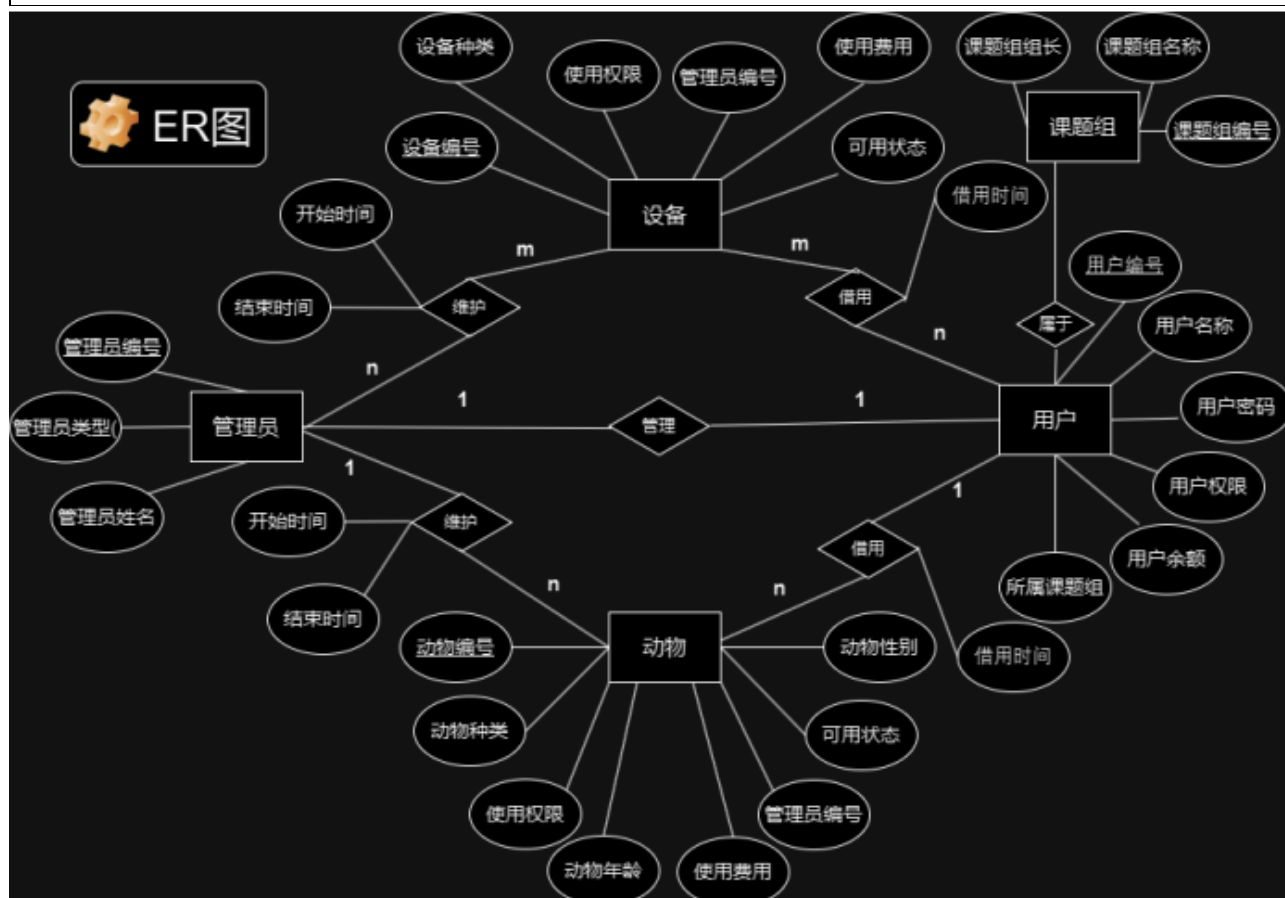 设备种类
使用权限
管理员编号
使用费用
课题组组长
课题组名称
ER图
课题组
课题组编号
设备编号
可用状态
设备
借用时间
开始时间
m
m
用户编号
结束时间
维护
借用
属于
用户名称
管理员编号
n
n
1
1
用户密码
管理员类型(
管理员
管理
用户
1
1
用户权限
管理员姓名
开始时间
维护
借用
用户余额
n
n
所属课题组
结束时间
动物编号
动物
动物性别
借用时间
动物种类
可用状态
使用权限
管理员编号
动物年龄
使用费用